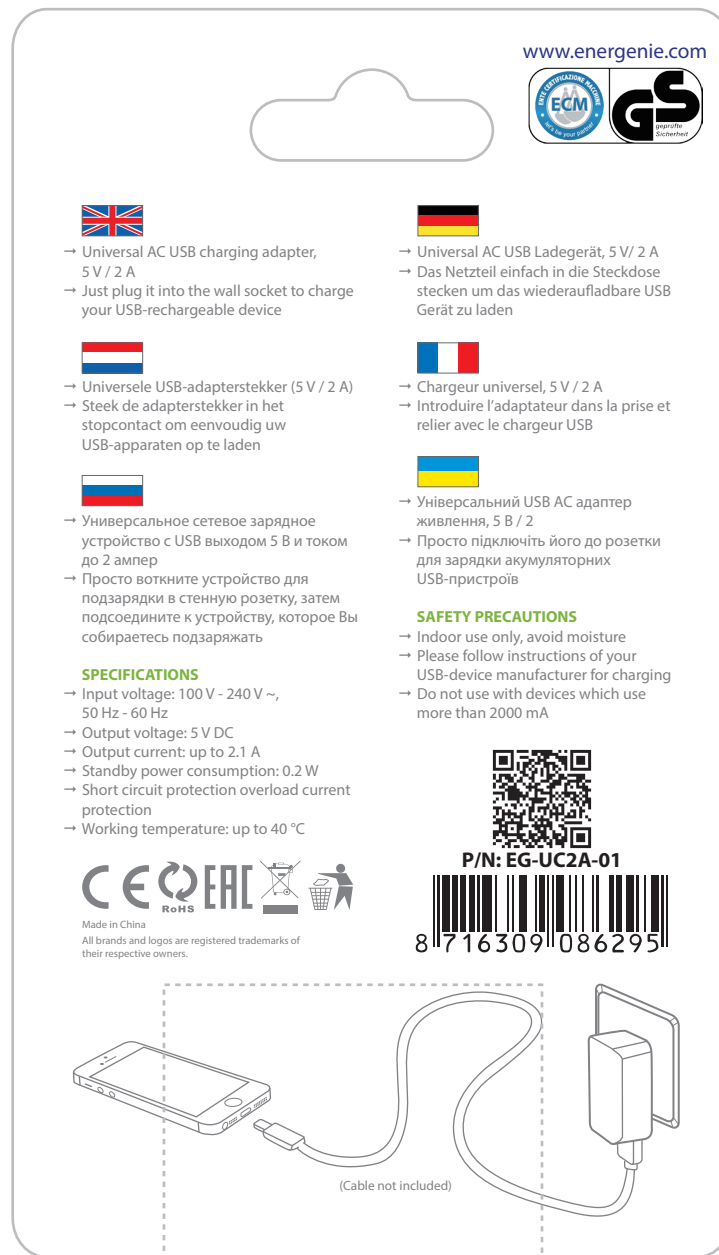 www.energenie.com
ENTE CERTIFICAZIONE MACCHINE
ECM
let's be your partner
GS
geprüfte
Sicherheit
→ Universal AC USB charging adapter,
5 V / 2 A
→ Just plug it into the wall socket to charge
your USB-rechargeable device
→ Universele USB-adapterstekker (5 V / 2 A)
→ Steek de adapterstekker in het
stopcontact om eenvoudig uw
USB-apparaten op te laden
→ Универсальное сетевое зарядное
устройство с USB выходом 5 В и током
до 2 ампер
→ Просто воткните устройство для
подзарядки в стенную розетку, затем
подсоедините к устройству, которое Вы
собираетесь подзаряжать
SPECIFICATIONS
→ Input voltage: 100 V - 240 V ~,
50 Hz - 60 Hz
→ Output voltage: 5 V DC
→ Output current: up to 2.1 A
→ Standby power consumption: 0.2 W
→ Short circuit protection overload current
protection
→ Working temperature: up to 40 °C
CE RoHS EAC
Made in China
All brands and logos are registered trademarks of
their respective owners.
→ Universal AC USB Ladegerät, 5 V/ 2 A
→ Das Netzteil einfach in die Steckdose
stecken um das wiederaufladbare USB
Gerät zu laden
→ Chargeur universel, 5 V / 2 A
→ Introduire l'adaptateur dans la prise et
relier avec le chargeur USB
→ Універсальний USB AC адаптер
живлення, 5 В / 2
→ Просто підключіть його до розетки
для зарядки акумуляторних
USB-пристроїв
SAFETY PRECAUTIONS
→ Indoor use only, avoid moisture
→ Please follow instructions of your
USB-device manufacturer for charging
→ Do not use with devices which use
more than 2000 mA
P/N: EG-UC2A-01
8 716309 086295
(Cable not included)